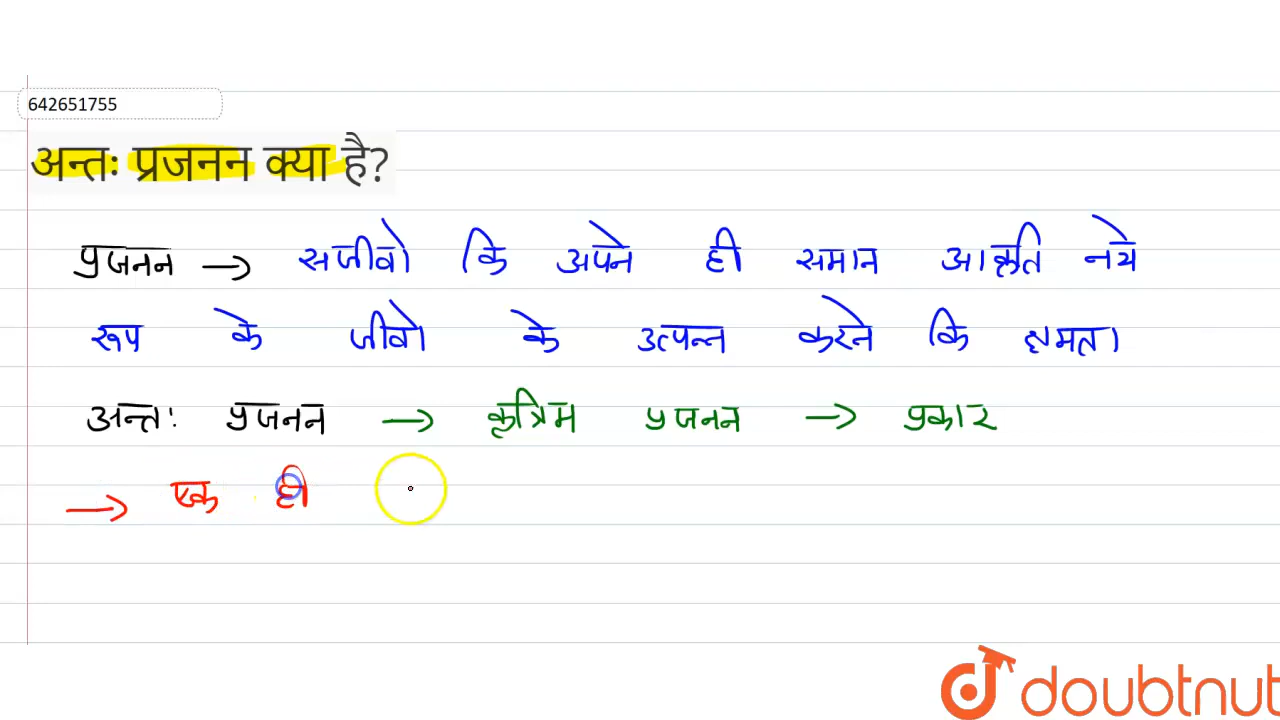 642651755
अन्तः प्रजनन क्या है?
प्रजनन → सजीवो कि अपने ही समान आकृति नये
रूप के जीवो के उत्पन्न करने कि क्षमता
अन्तः प्रजनन → कृत्रिम प्रजनन → प्रकार
→ एक ही
doubtnut